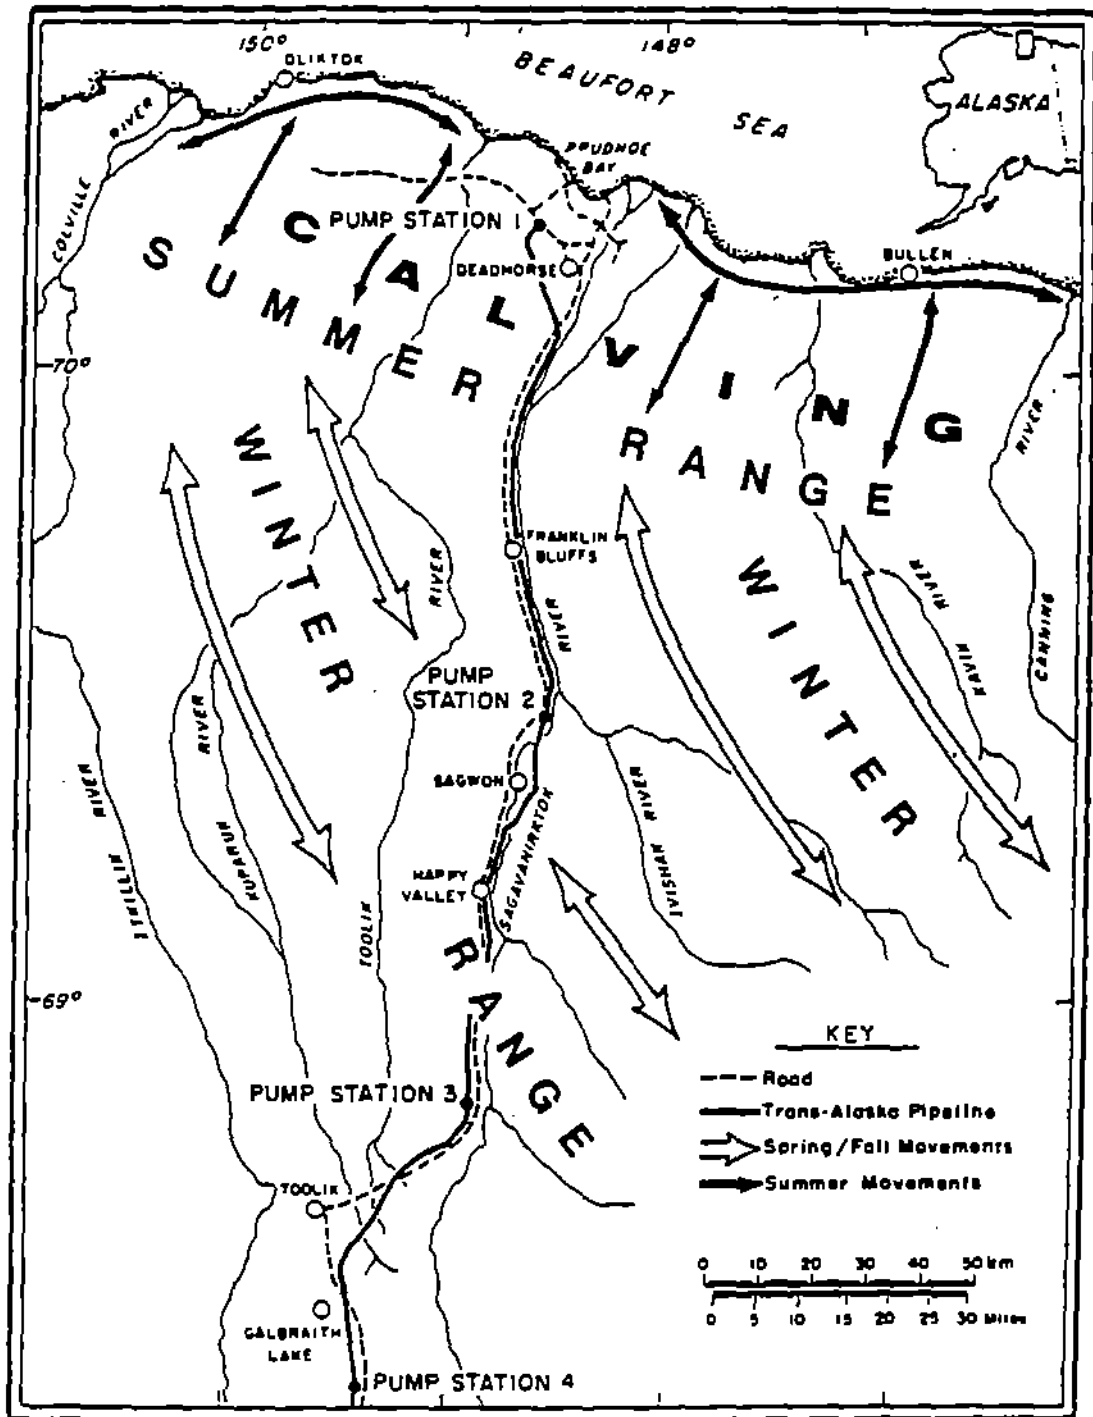 150°
148°
OLIKTOK
BEAUFORT
SEA
ALASKA
RIVER
COLVILLE
PRUDHOE
BAY
PUMP STATION 1
DEADHORSE
BULLEN
CALVING
SUMMER RANGE
70°
WINTER
WINTER
RANGE
FRANKLIN
BLUFFS
RIVER
RIVER
RIVER
CANNING
RIVER
KAVIK
PUMP
STATION 2
SAGWON
SAGAVANIRKTOK
RIVER
IVISHAK
HAPPY
VALLEY
RIVER
ITKILLIK
RIVER
KUPARUK
TOOLIK
69°
PUMP STATION 3
TOOLIK
GALBRAITH
LAKE
PUMP STATION 4
KEY
Road
Trans-Alaska Pipeline
Spring/Fall Movements
Summer Movements
0 10 20 30 40 50 km
0 5 10 15 20 25 30 Miles